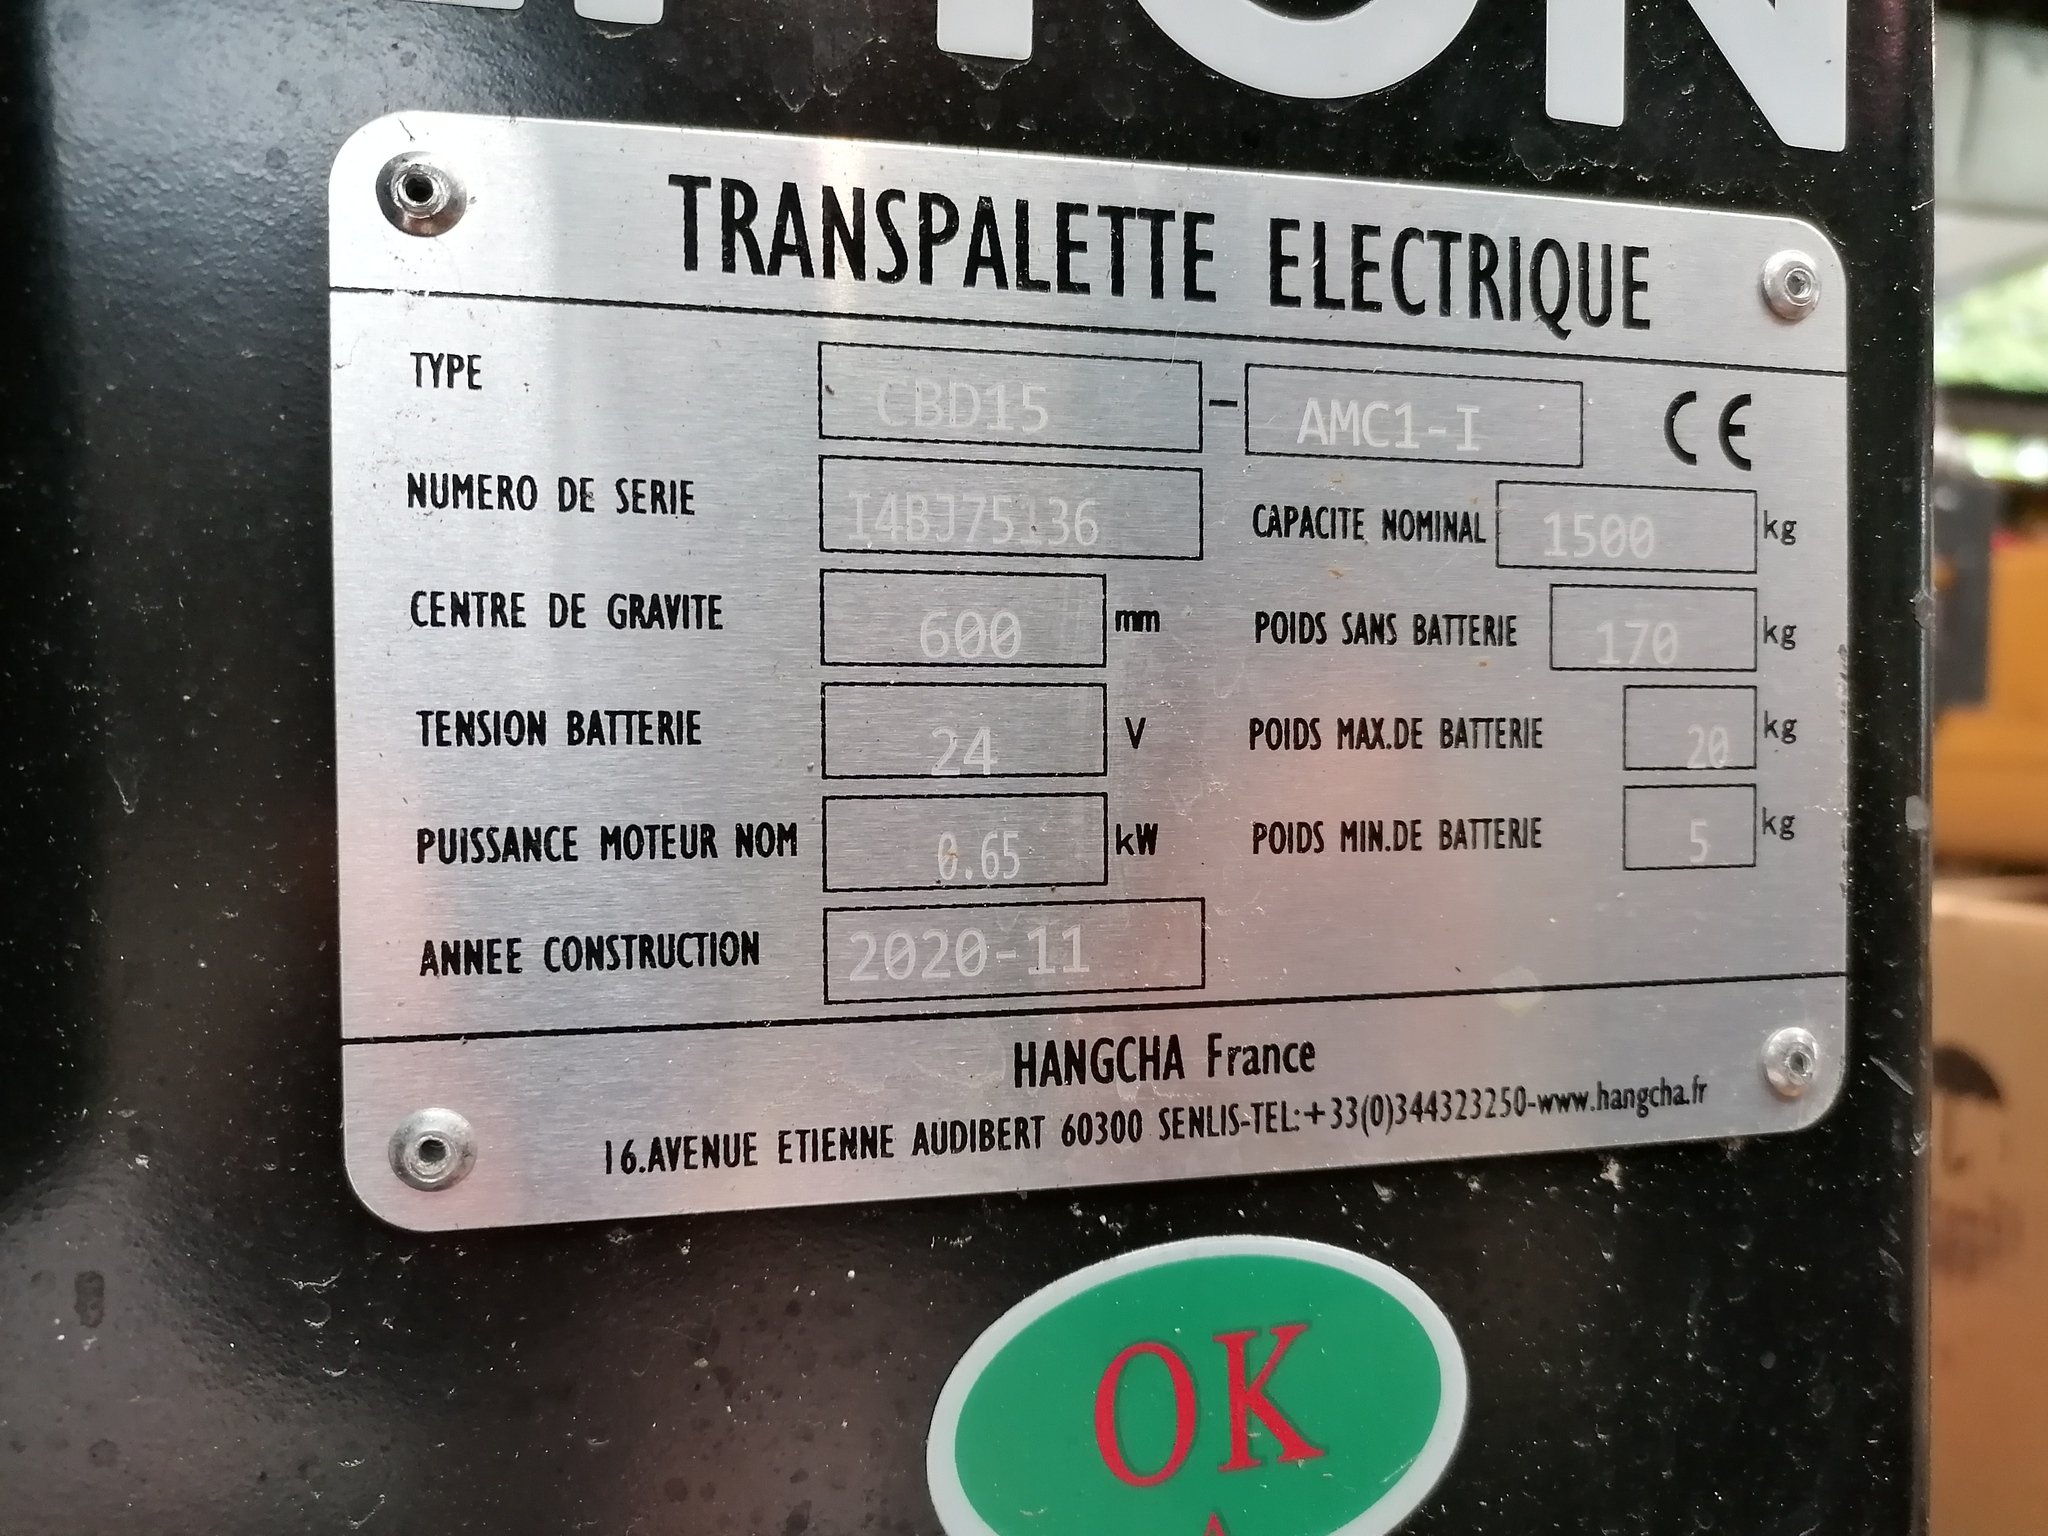 TRANSPALETTE ELECTRIQUE
TYPE CBD15 - AMC1-I CE
NUMERO DE SERIE I4BJ75136 CAPACITE NOMINAL 1500 kg
CENTRE DE GRAVITE 600 mm POIDS SANS BATTERIE 170 kg
TENSION BATTERIE 24 V POIDS MAX.DE BATTERIE 20 kg
PUISSANCE MOTEUR NOM 0.65 kW POIDS MIN.DE BATTERIE 5 kg
ANNEE CONSTRUCTION 2020-11
HANGCHA France
16.AVENUE ETIENNE AUDIBERT 60300 SENLIS-TEL:+33(0)344323250-www.hangcha.fr
OK